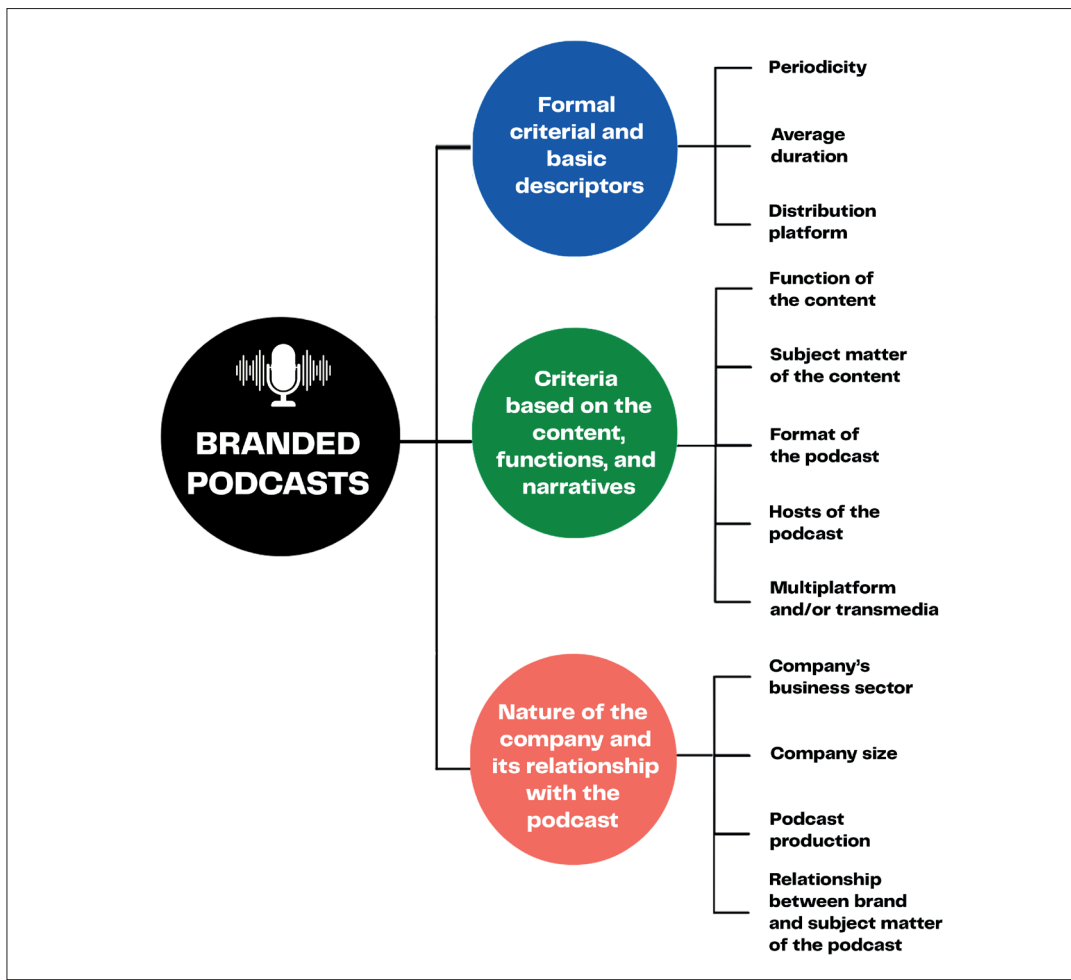 BRANDED
PODCASTS
Formal
criterial and
basic
descriptors
Periodicity
Average
duration
Distribution
platform
Criteria
based on the
content,
functions, and
narratives
Function of
the content
Subject matter
of the content
Format of
the podcast
Hosts of the
podcast
Multiplatform
and/or transmedia
Nature of the
company and
its relationship
with the
podcast
Company’s
business sector
Company size
Podcast
production
Relationship
between brand
and subject matter
of the podcast